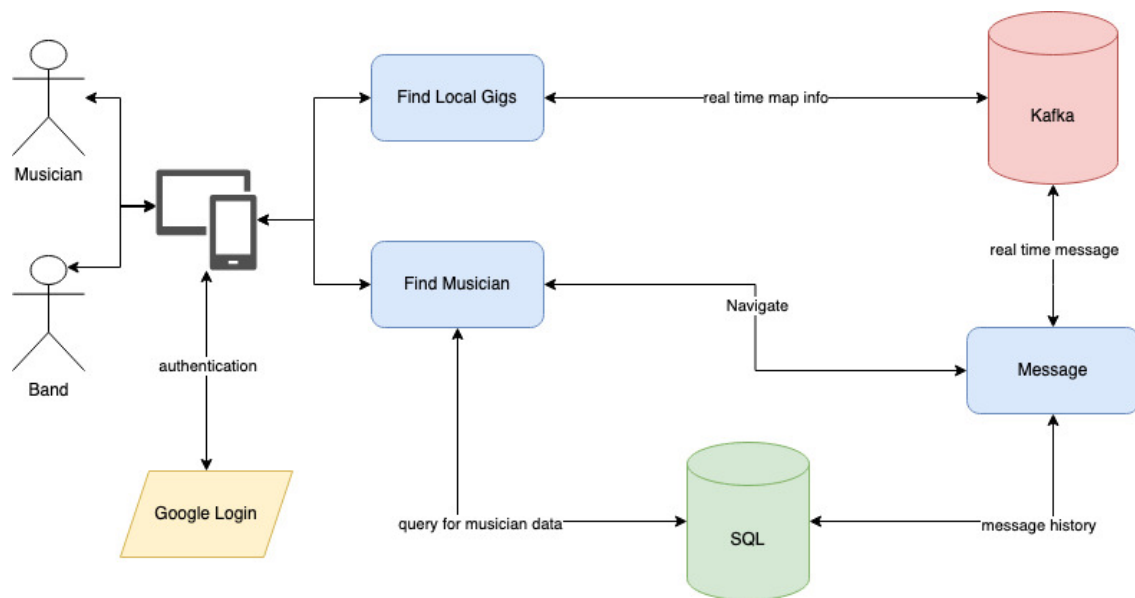 Musician
Band
Find Local Gigs
real time map info
Kafka
real time message
Find Musician
Navigate
Message
authentication
Google Login
query for musician data
SQL
message history